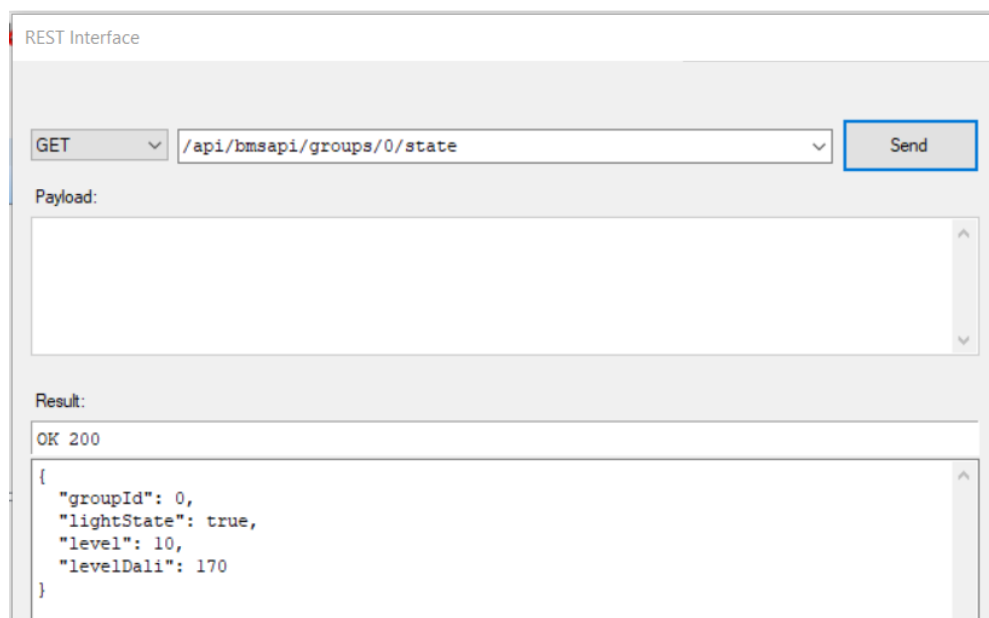 REST Interface
GET /api/bmsapi/groups/0/state Send
Payload:
Result:
OK 200
{
  "groupId": 0,
  "lightState": true,
  "level": 10,
  "levelDali": 170
}